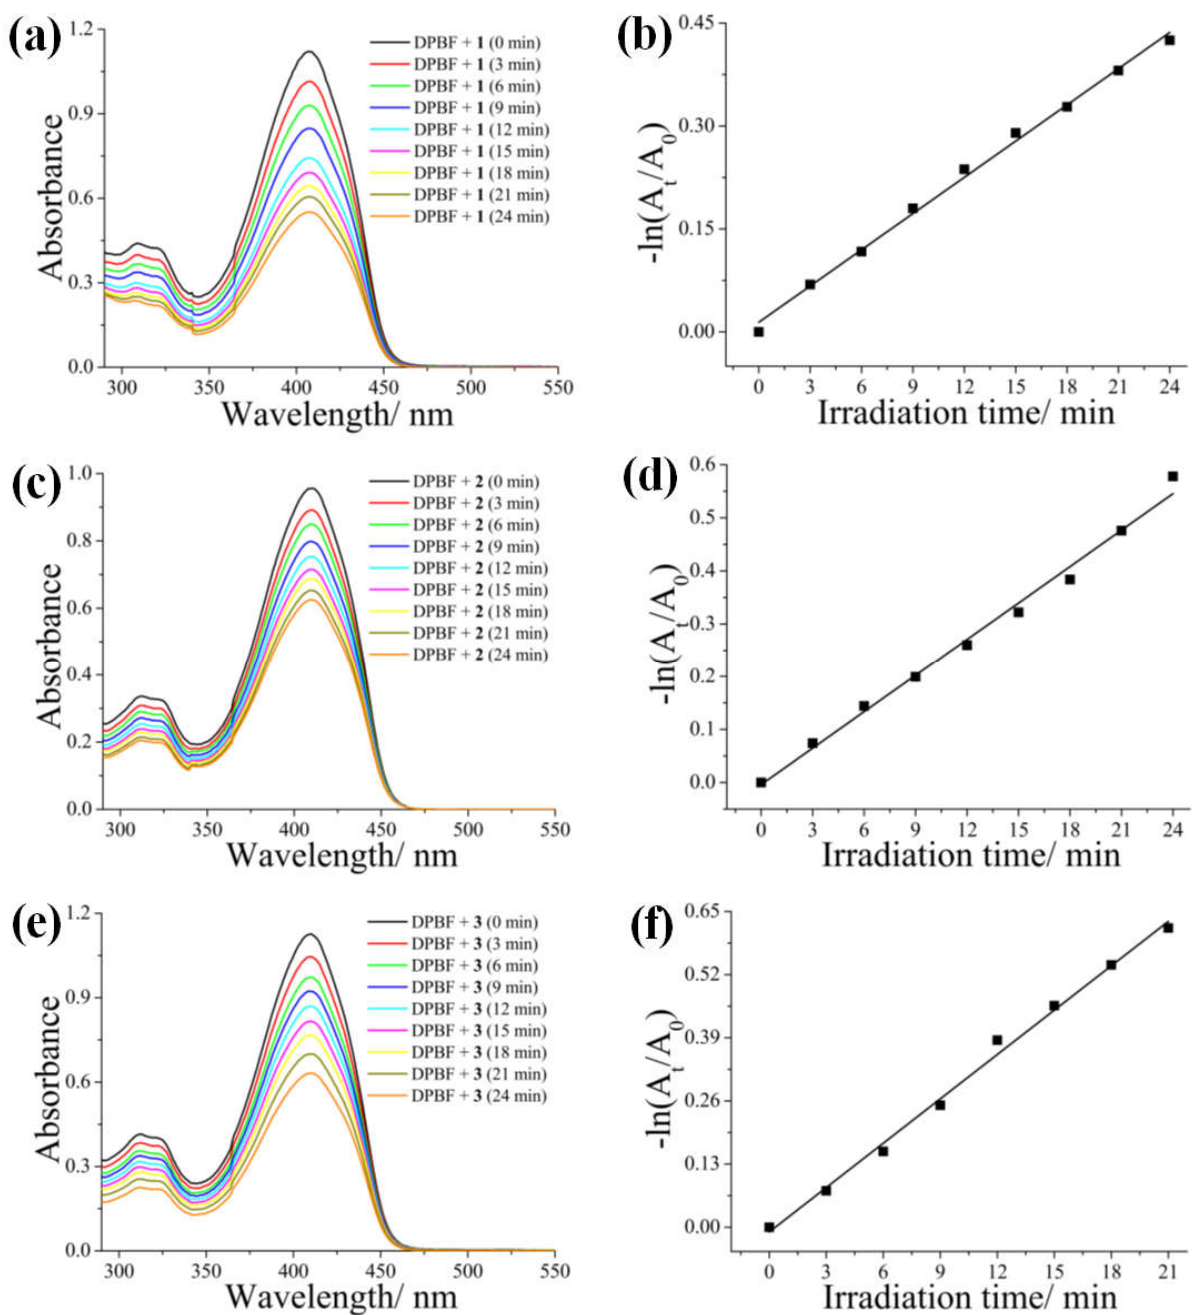 (a)
1.2
0.9
0.6
0.3
0.0
Absorbance
300 350 400 450 500 550
Wavelength/ nm
DPBF + 1 (0 min)
DPBF + 1 (3 min)
DPBF + 1 (6 min)
DPBF + 1 (9 min)
DPBF + 1 (12 min)
DPBF + 1 (15 min)
DPBF + 1 (18 min)
DPBF + 1 (21 min)
DPBF + 1 (24 min)
(b)
0.45
0.30
0.15
0.00
-ln(At/A0)
0 3 6 9 12 15 18 21 24
Irradiation time/ min
(c)
1.0
0.8
0.6
0.4
0.2
0.0
Absorbance
300 350 400 450 500 550
Wavelength/ nm
DPBF + 2 (0 min)
DPBF + 2 (3 min)
DPBF + 2 (6 min)
DPBF + 2 (9 min)
DPBF + 2 (12 min)
DPBF + 2 (15 min)
DPBF + 2 (18 min)
DPBF + 2 (21 min)
DPBF + 2 (24 min)
(d)
0.6
0.5
0.4
0.3
0.2
0.1
0.0
-ln(At/A0)
0 3 6 9 12 15 18 21 24
Irradiation time/ min
(e)
1.2
0.9
0.6
0.3
0.0
Absorbance
300 350 400 450 500 550
Wavelength/ nm
DPBF + 3 (0 min)
DPBF + 3 (3 min)
DPBF + 3 (6 min)
DPBF + 3 (9 min)
DPBF + 3 (12 min)
DPBF + 3 (15 min)
DPBF + 3 (18 min)
DPBF + 3 (21 min)
DPBF + 3 (24 min)
(f)
0.65
0.52
0.39
0.26
0.13
0.00
-ln(At/A0)
0 3 6 9 12 15 18 21
Irradiation time/ min